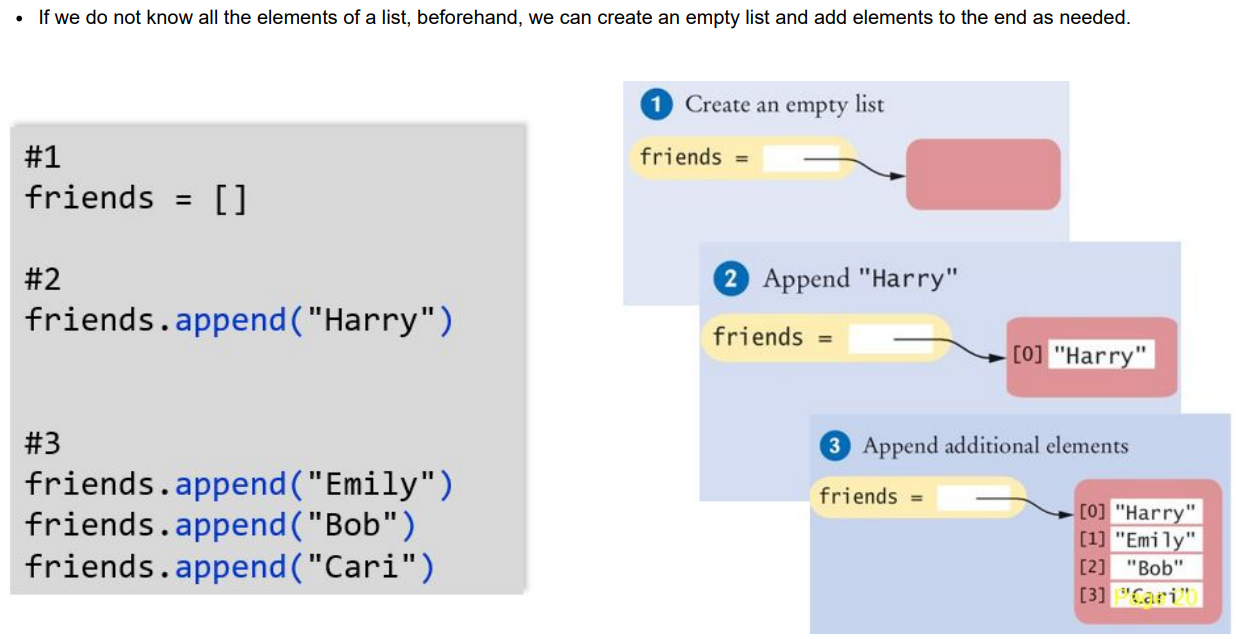 • If we do not know all the elements of a list, beforehand, we can create an empty list and add elements to the end as needed.
#1
friends = []
#2
friends.append("Harry")
#3
friends.append("Emily")
friends.append("Bob")
friends.append("Cari")
1 Create an empty list
friends =
2 Append "Harry"
friends =
[0] "Harry"
3 Append additional elements
friends =
[0] "Harry"
[1] "Emily"
[2] "Bob"
[3] "Cari"
Page 20